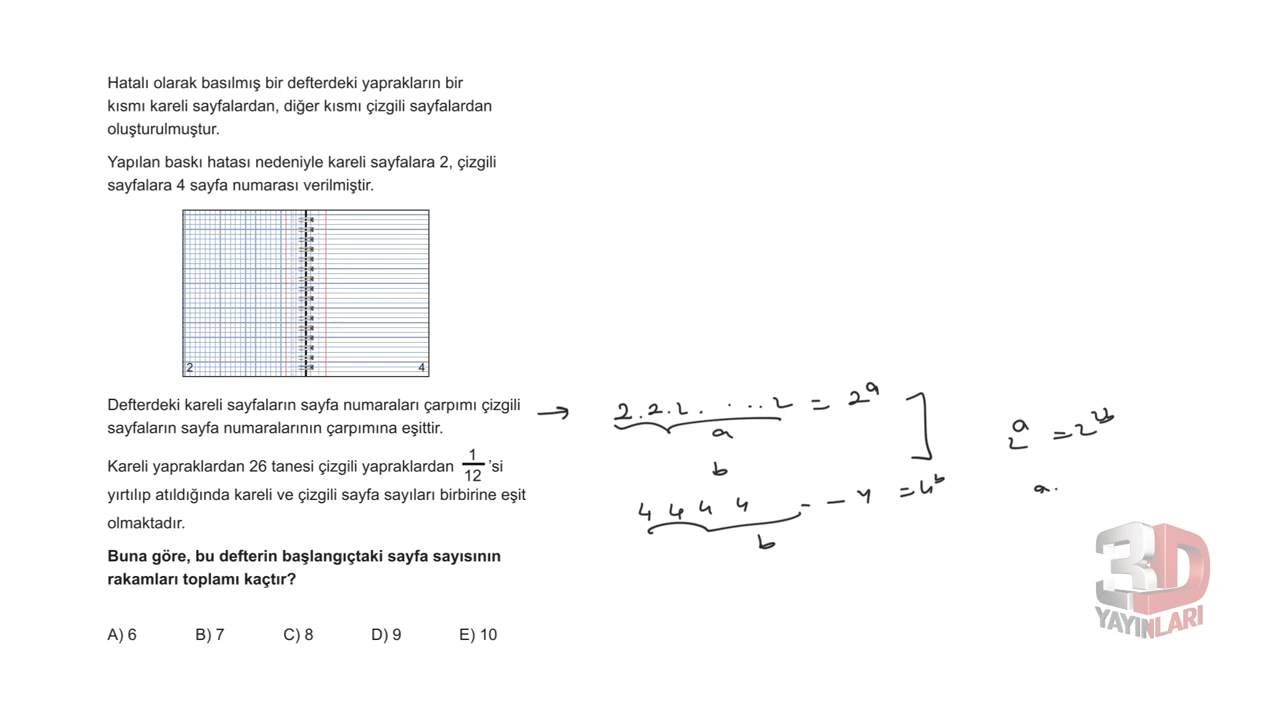 Hatalı olarak basılmış bir defterdeki yaprakların bir
kısmı kareli sayfalardan, diğer kısmı çizgili sayfalardan
oluşturulmuştur.
Yapılan baskı hatası nedeniyle kareli sayfalara 2, çizgili
sayfalara 4 sayfa numarası verilmiştir.
2 4
Defterdeki kareli sayfaların sayfa numaraları çarpımı çizgili
sayfaların sayfa numaralarının çarpımına eşittir.
Kareli yapraklardan 26 tanesi çizgili yapraklardan 1/12 'si
yırtılıp atıldığında kareli ve çizgili sayfa sayıları birbirine eşit
olmaktadır.
Buna göre, bu defterin başlangıçtaki sayfa sayısının
rakamları toplamı kaçtır?
A) 6 B) 7 C) 8 D) 9 E) 10
→ 2.2.2. . .. 2 = 2^a
a
b
4 4 4 4 - - 4 = 4^b
b
2^a = 2^2b
a.
3D
YAYINLARI